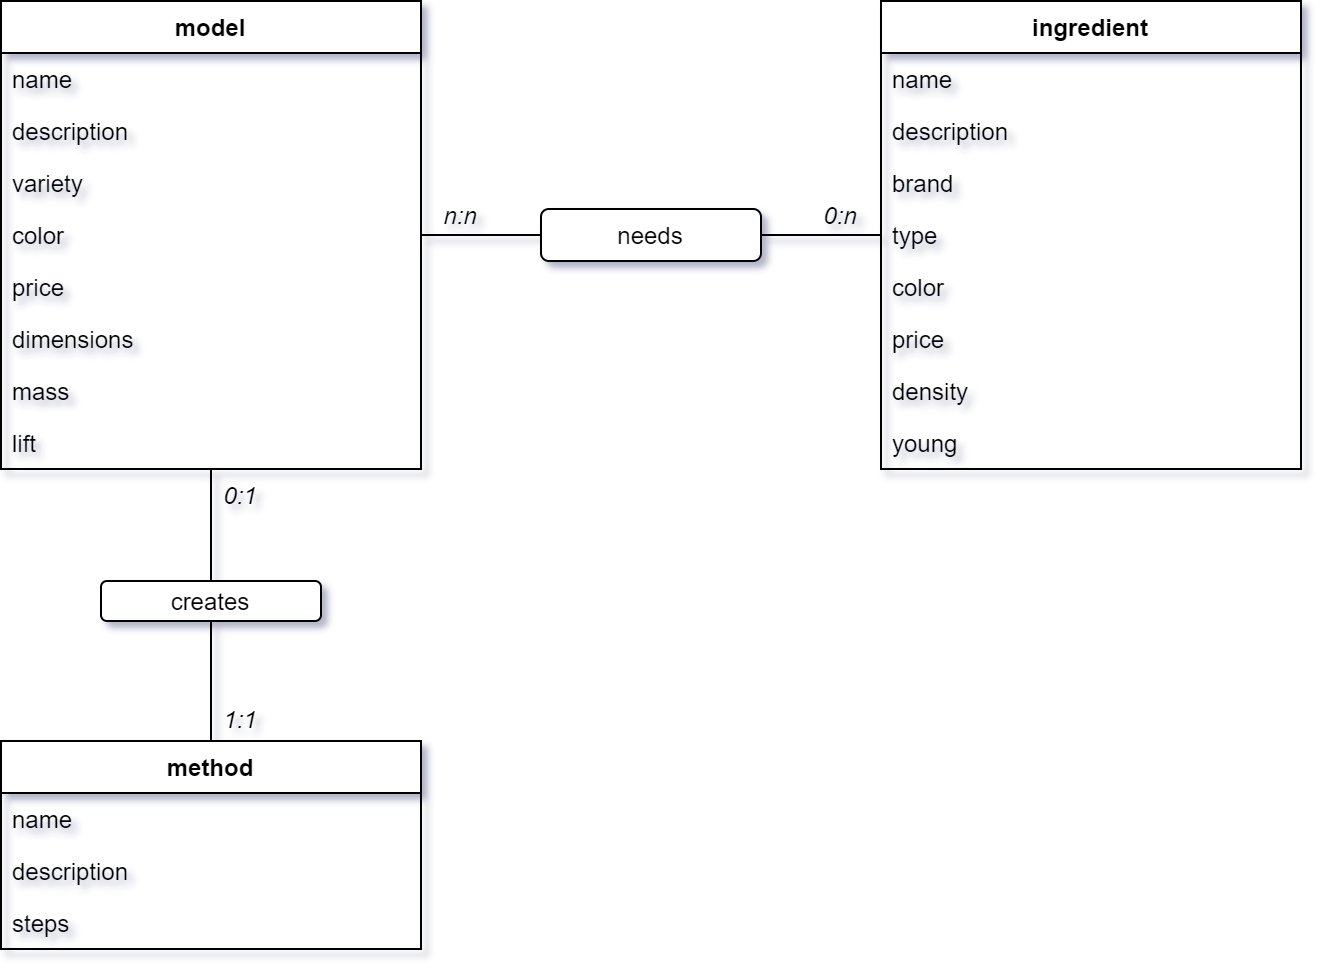 model
name
description
variety
color
price
dimensions
mass
lift
n:n
needs
0:n
ingredient
name
description
brand
type
color
price
density
young
0:1
creates
1:1
method
name
description
steps